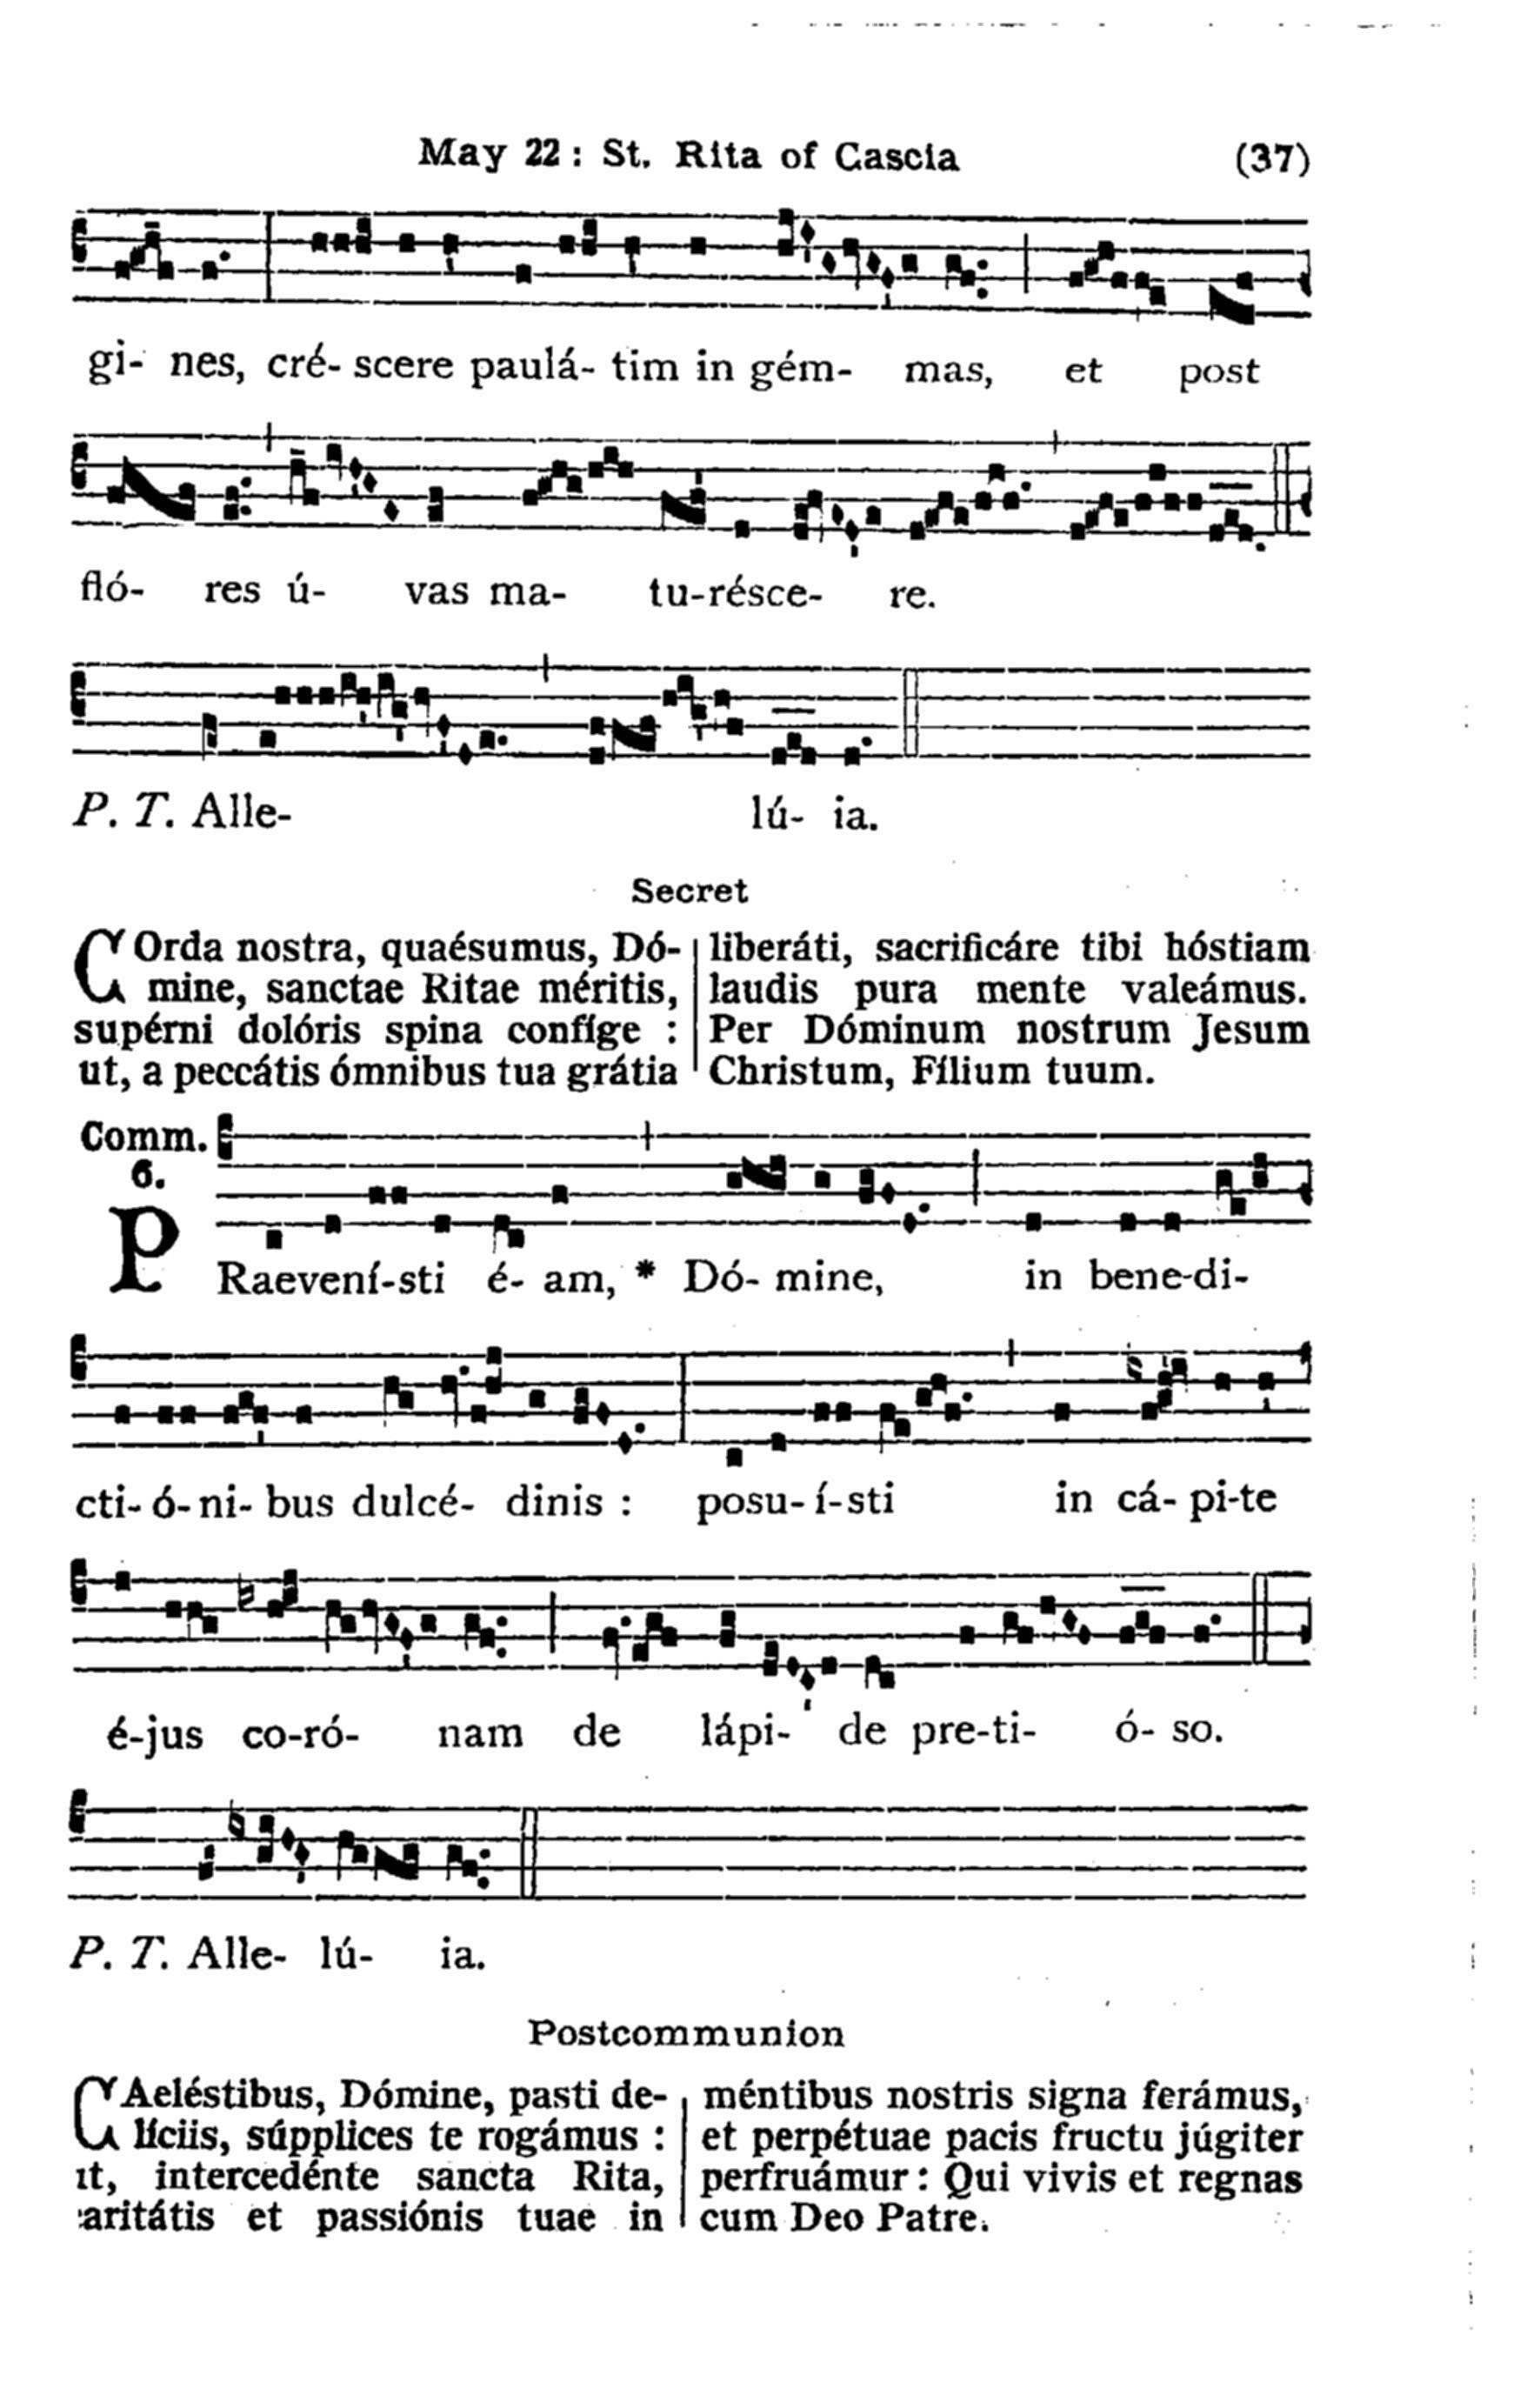 May 22 : St. Rita of Cascia (37)
gi- nes, cré- scere paulá- tim in gém- mas, et post
fló- res ú- vas ma- tu-résce- re.
P. T. Alle- lú- ia.
Secret
COrda nostra, quaésumus, Dó-
mine, sanctae Ritae méritis,
supérni dolóris spina confíge :
ut, a peccátis ómnibus tua grátia
liberáti, sacrificáre tibi hóstiam
laudis pura mente valeámus.
Per Dóminum nostrum Jesum
Christum, Fílium tuum.
Comm.
6.
PRaevení-sti é- am, * Dó- mine, in bene-di-
cti- ó- ni- bus dulcé- dinis : posu- í-sti in cá- pi-te
é-jus co-ró- nam de lápi- de pre-ti- ó- so.
P. T. Alle- lú- ia.
Postcommunion
CAeléstibus, Dómine, pasti de-
líciis, súpplices te rogámus :
ut, intercedénte sancta Rita,
aritátis et passiónis tuae in
méntibus nostris signa ferámus,
et perpétuae pacis fructu júgiter
perfruámur : Qui vivis et regnas
cum Deo Patre.